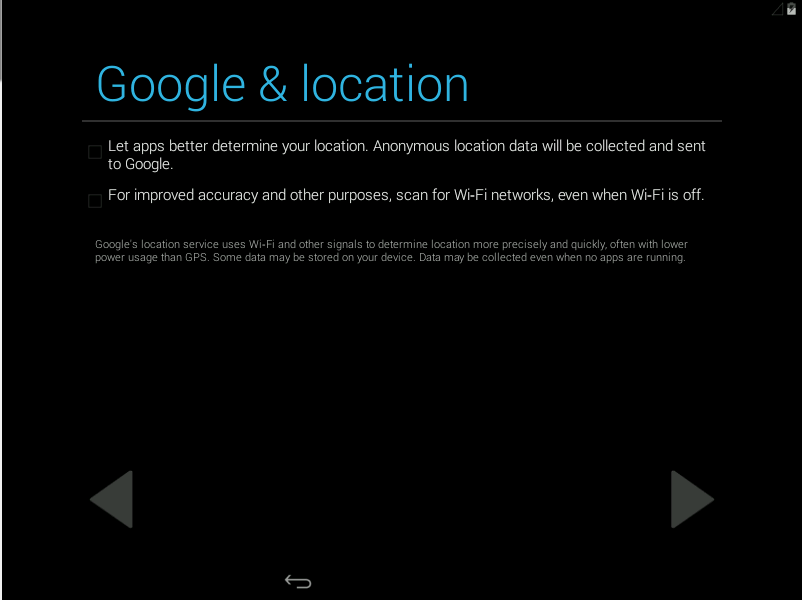 Google & location
Let apps better determine your location. Anonymous location data will be collected and sent
to Google.
For improved accuracy and other purposes, scan for Wi-Fi networks, even when Wi-Fi is off.
Google's location service uses Wi-Fi and other signals to determine location more precisely and quickly, often with lower
power usage than GPS. Some data may be stored on your device. Data may be collected even when no apps are running.